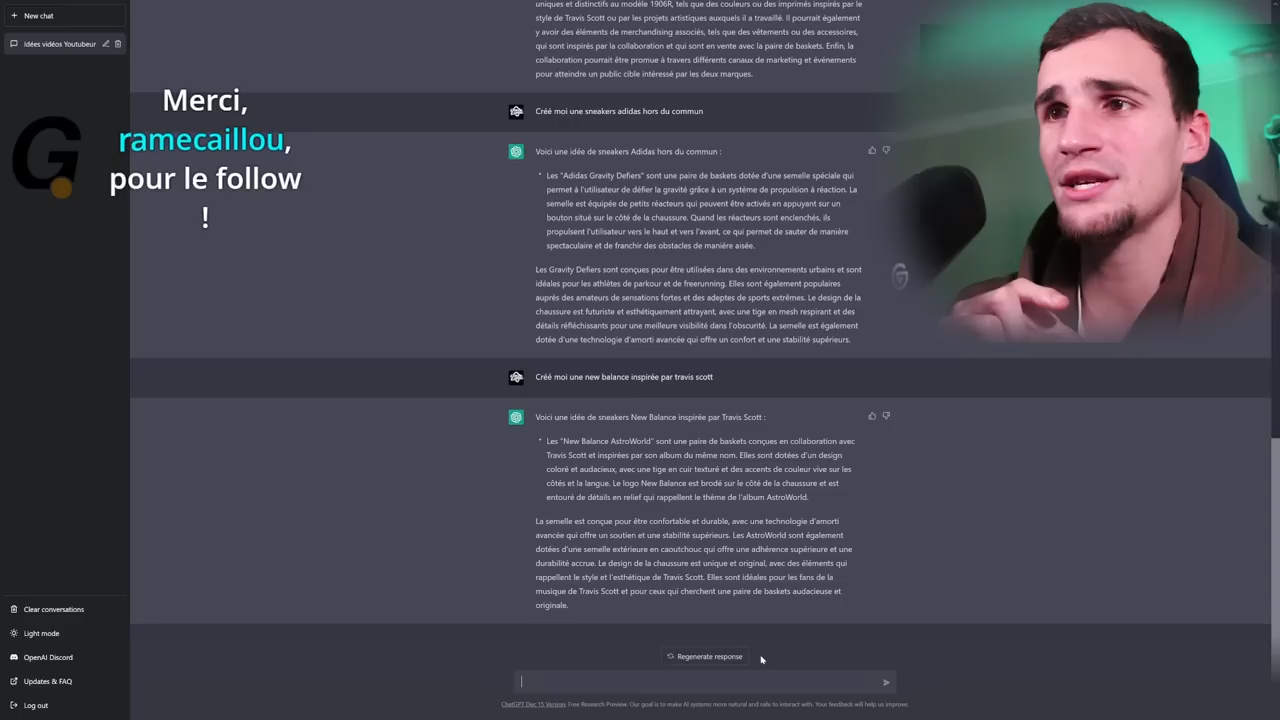 New chat
Idées vidéos Youtubeur
Merci,
ramecaillou,
pour le follow
!
uniques et distinctifs au modèle 1906R, tels que des couleurs ou des imprimés inspirés par le
style de Travis Scott ou par les projets artistiques auxquels il a travaillé. Il pourrait également
y avoir des éléments de merchandising associés, tels que des vêtements ou des accessoires,
qui sont inspirés par la collaboration et qui sont en vente avec la paire de baskets. Enfin, la
collaboration pourrait être promue à travers différents canaux de marketing et événements
pour atteindre un public cible intéressé par les deux marques.
Créé moi une sneakers adidas hors du commun
Voici une idée de sneakers Adidas hors du commun :
• Les "Adidas Gravity Defiers" sont une paire de baskets dotée d'une semelle spéciale qui
permet à l'utilisateur de défier la gravité grâce à un système de propulsion à réaction. La
semelle est équipée de petits réacteurs qui peuvent être activés en appuyant sur un
bouton situé sur le côté de la chaussure. Quand les réacteurs sont enclenchés, ils
propulsent l'utilisateur vers le haut et vers l'avant, ce qui permet de sauter de manière
spectaculaire et de franchir des obstacles de manière aisée.
Les Gravity Defiers sont conçues pour être utilisées dans des environnements urbains et sont
idéales pour les athlètes de parkour et de freerunning. Elles sont également populaires
auprès des amateurs de sensations fortes et des adeptes de sports extrêmes. Le design de la
chaussure est futuriste et esthétiquement attrayant, avec une tige en mesh respirant et des
détails réfléchissants pour une meilleure visibilité dans l'obscurité. La semelle est également
dotée d'une technologie d'amorti avancée qui offre un confort et une stabilité supérieurs.
Créé moi une new balance inspirée par travis scott
Voici une idée de sneakers New Balance inspirée par Travis Scott :
• Les "New Balance AstroWorld" sont une paire de baskets conçues en collaboration avec
Travis Scott et inspirées par son album du même nom. Elles sont dotées d'un design
coloré et audacieux, avec une tige en cuir texturé et des accents de couleur vive sur les
côtés et la langue. Le logo New Balance est brodé sur le côté de la chaussure et est
entouré de détails en relief qui rappellent le thème de l'album AstroWorld.
La semelle est conçue pour être confortable et durable, avec une technologie d'amorti
avancée qui offre un soutien et une stabilité supérieurs. Les AstroWorld sont également
dotées d'une semelle extérieure en caoutchouc qui offre une adhérence supérieure et une
durabilité accrue. Le design de la chaussure est unique et original, avec des éléments qui
rappellent le style et l'esthétique de Travis Scott. Elles sont idéales pour les fans de la
musique de Travis Scott et pour ceux qui cherchent une paire de baskets audacieuse et
originale.
Clear conversations
Light mode
OpenAI Discord
Updates & FAQ
Log out
Regenerate response
ChatGPT Dec 15 Version. Free Research Preview. Our goal is to make AI systems more natural and safe to interact with. Your feedback will help us improve.